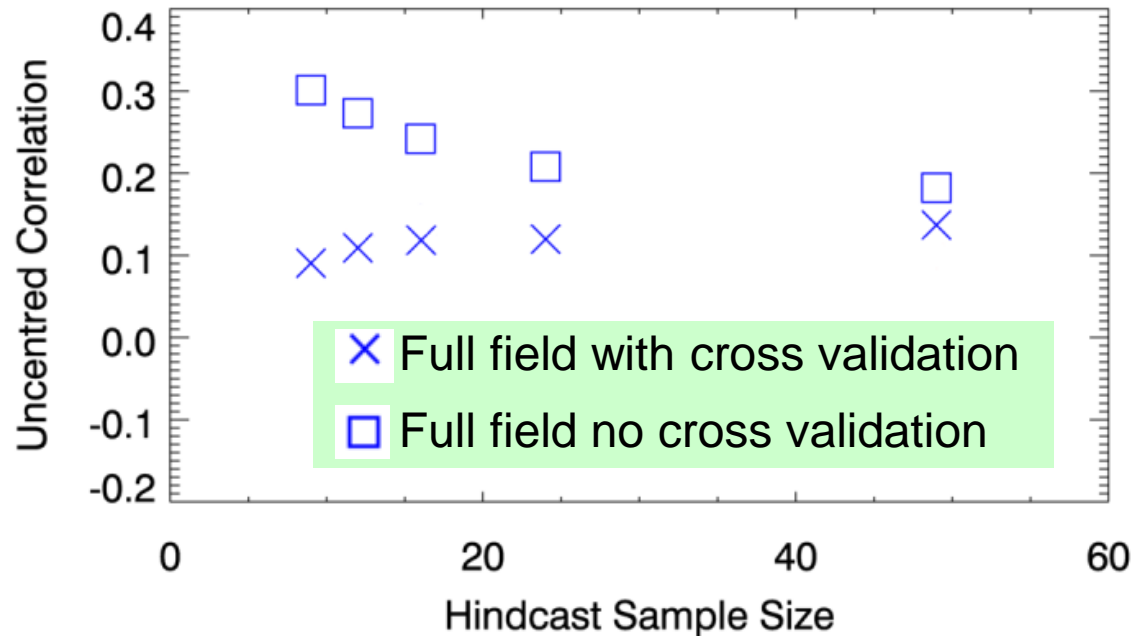 0.4
0.3
0.2
0.1
0.0
-0.1
-0.2
Uncentred Correlation
Full field with cross validation
Full field no cross validation
0 20 40 60
Hindcast Sample Size